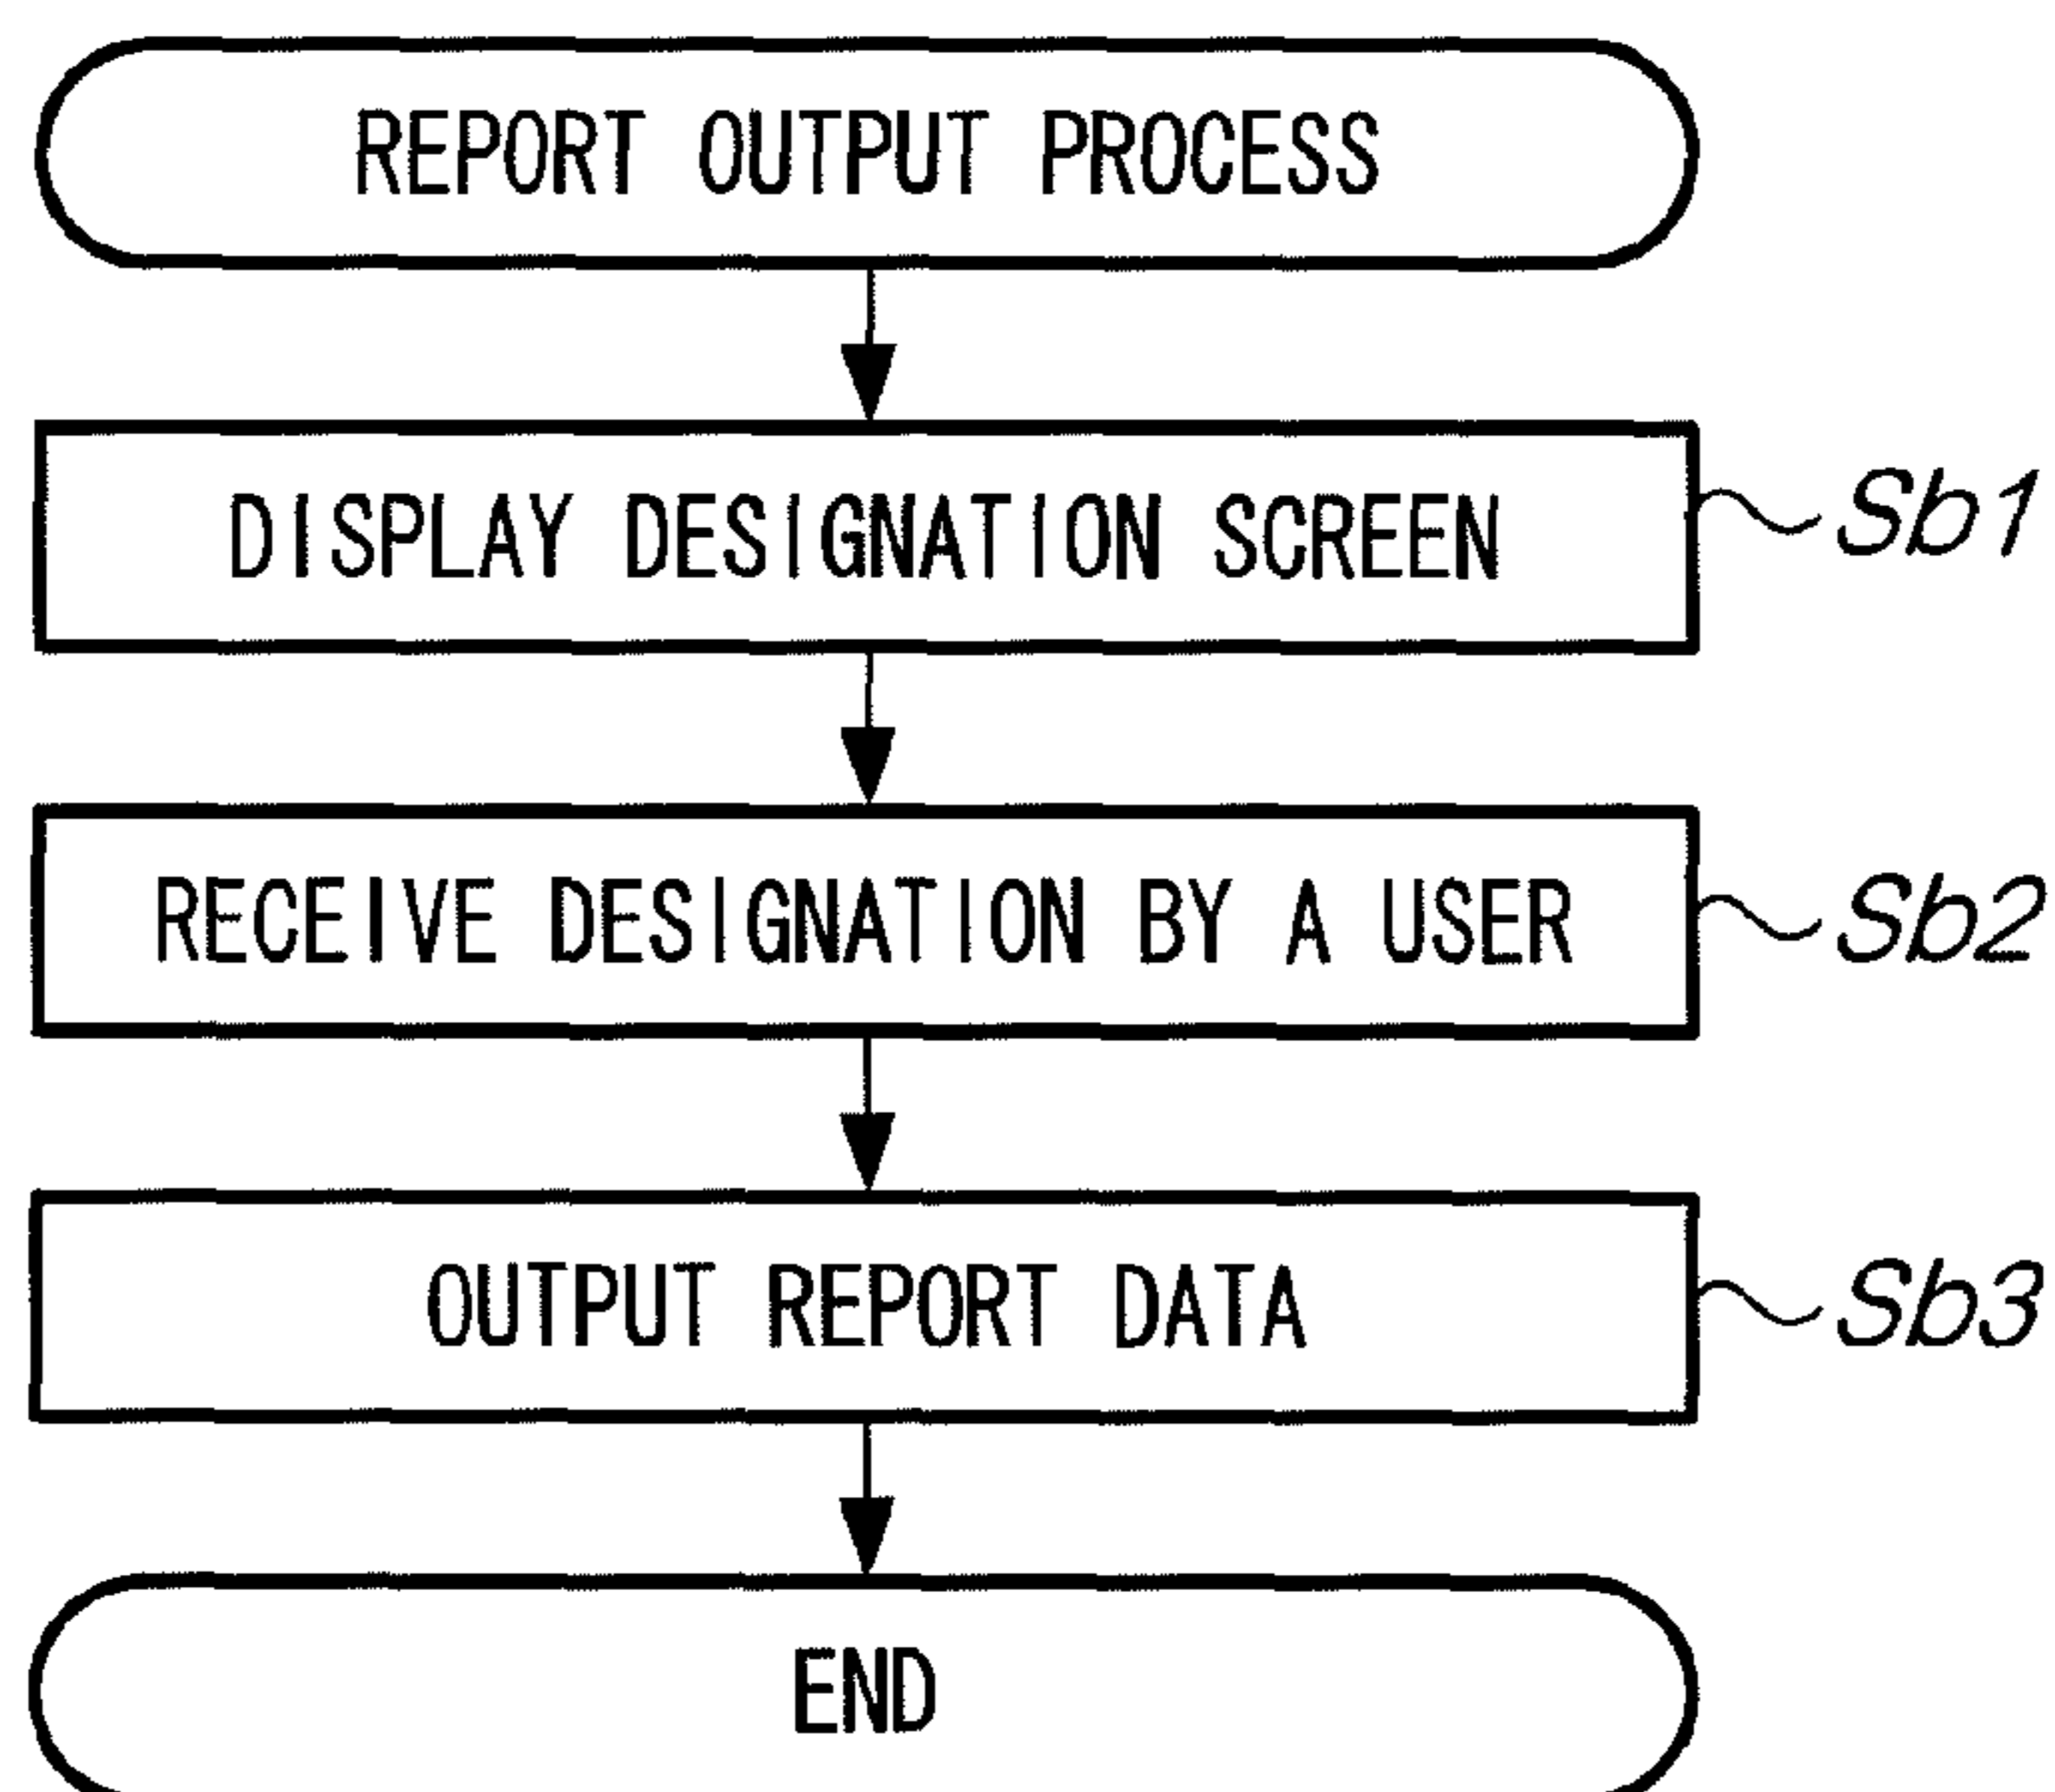 REPORT OUTPUT PROCESS
DISPLAY DESIGNATION SCREEN
Sb1
RECEIVE DESIGNATION BY A USER
Sb2
OUTPUT REPORT DATA
Sb3
END